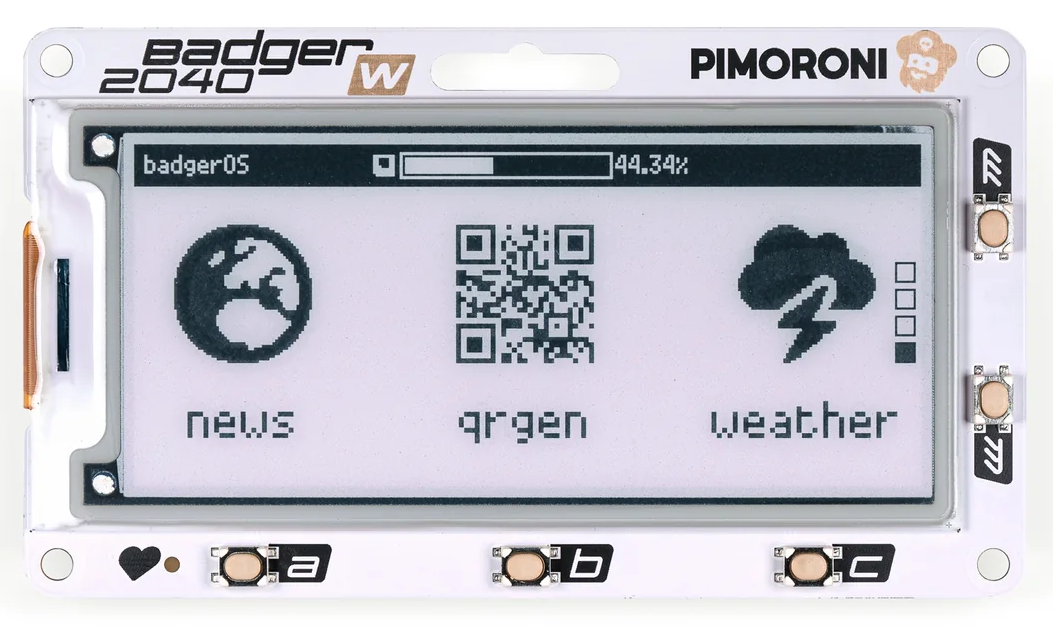 Badger
2040 W
PIMORONI
badgerOS 44.34%
news qrgen weather
a b c